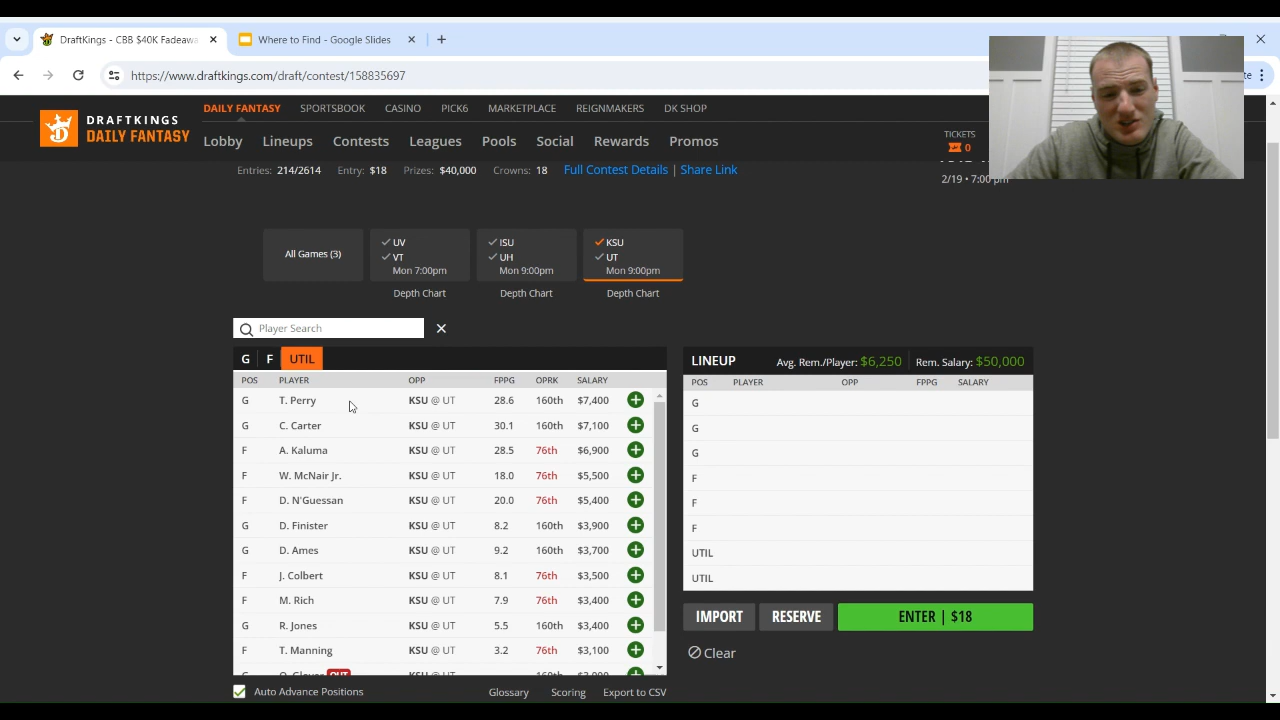 DraftKings - CBB $40K Fadeawa
Where to Find - Google Slides
https://www.draftkings.com/draft/contest/158835697
DRAFTKINGS
DAILY FANTASY
DAILY FANTASY SPORTSBOOK CASINO PICK6 MARKETPLACE REIGNMAKERS DK SHOP
Lobby Lineups Contests Leagues Pools Social Rewards Promos
TICKETS
0
Entries: 214/2614 Entry: $18 Prizes: $40,000 Crowns: 18 Full Contest Details | Share Link
2/19 • 7:00 pm
All Games (3)
UV
VT
Mon 7:00pm
Depth Chart
ISU
UH
Mon 9:00pm
Depth Chart
KSU
UT
Mon 9:00pm
Depth Chart
Player Search
G F UTIL
POS PLAYER OPP FPPG OPRK SALARY
G T. Perry KSU @ UT 28.6 160th $7,400
G C. Carter KSU @ UT 30.1 160th $7,100
F A. Kaluma KSU @ UT 28.5 76th $6,900
F W. McNair Jr. KSU @ UT 18.0 76th $5,500
F D. N'Guessan KSU @ UT 20.0 76th $5,400
G D. Finister KSU @ UT 8.2 160th $3,900
G D. Ames KSU @ UT 9.2 160th $3,700
F J. Colbert KSU @ UT 8.1 76th $3,500
F M. Rich KSU @ UT 7.9 76th $3,400
G R. Jones KSU @ UT 5.5 160th $3,400
F T. Manning KSU @ UT 3.2 76th $3,100
Auto Advance Positions
Glossary Scoring Export to CSV
LINEUP Avg. Rem./Player: $6,250 Rem. Salary: $50,000
POS PLAYER OPP FPPG SALARY
G
G
G
F
F
F
UTIL
UTIL
IMPORT RESERVE ENTER | $18
Clear